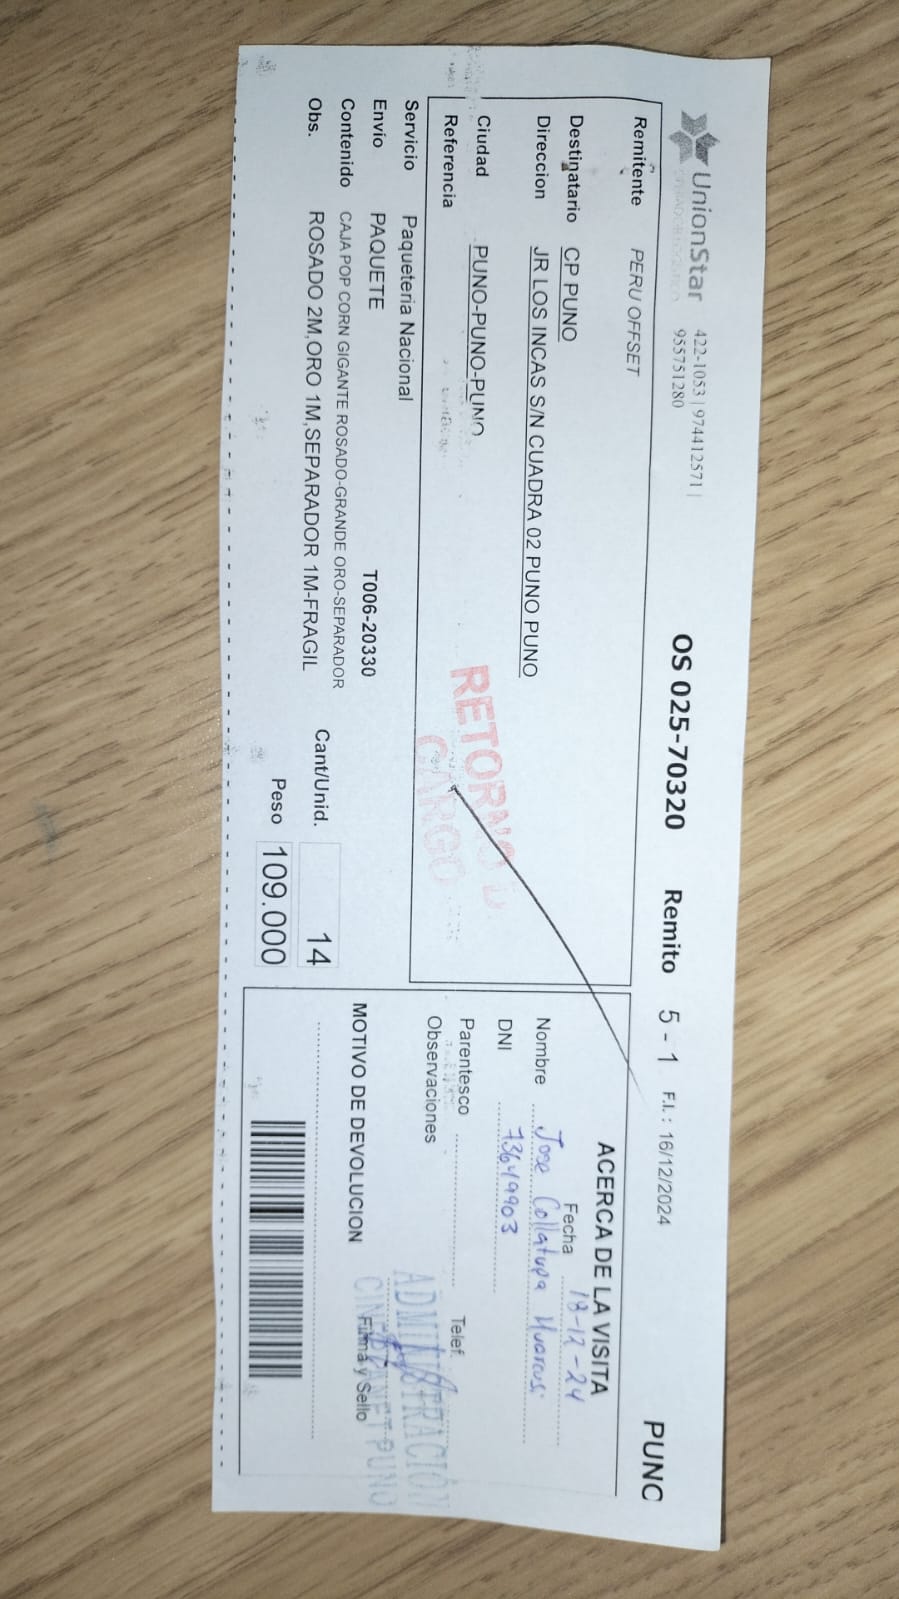 UnionStar
422-1053 | 974412571 |
955751280
OS 025-70320 Remito 5 - 1 F.I. : 16/12/2024 PUNO
Remitente PERU OFFSET
Destinatario CP PUNO
Direccion JR LOS INCAS S/N CUADRA 02 PUNO PUNO
Ciudad PUNO-PUNO-PUNO
Referencia
RETORNO D
CARGO
Servicio Paqueteria Nacional
Envio PAQUETE T006-20330
Contenido CAJA POP CORN GIGANTE ROSADO-GRANDE ORO-SEPARADOR
Obs. ROSADO 2M,ORO 1M,SEPARADOR 1M-FRAGIL
Cant/Unid. 14
Peso 109.000
ACERCA DE LA VISITA
Fecha 18-12-24
Nombre Jose Collatupa
DNI 73649903
Parentesco Telef.
Observaciones
ADMINISTRACIÓN
CINEPLANET PUNO
Firma y Sello
MOTIVO DE DEVOLUCION